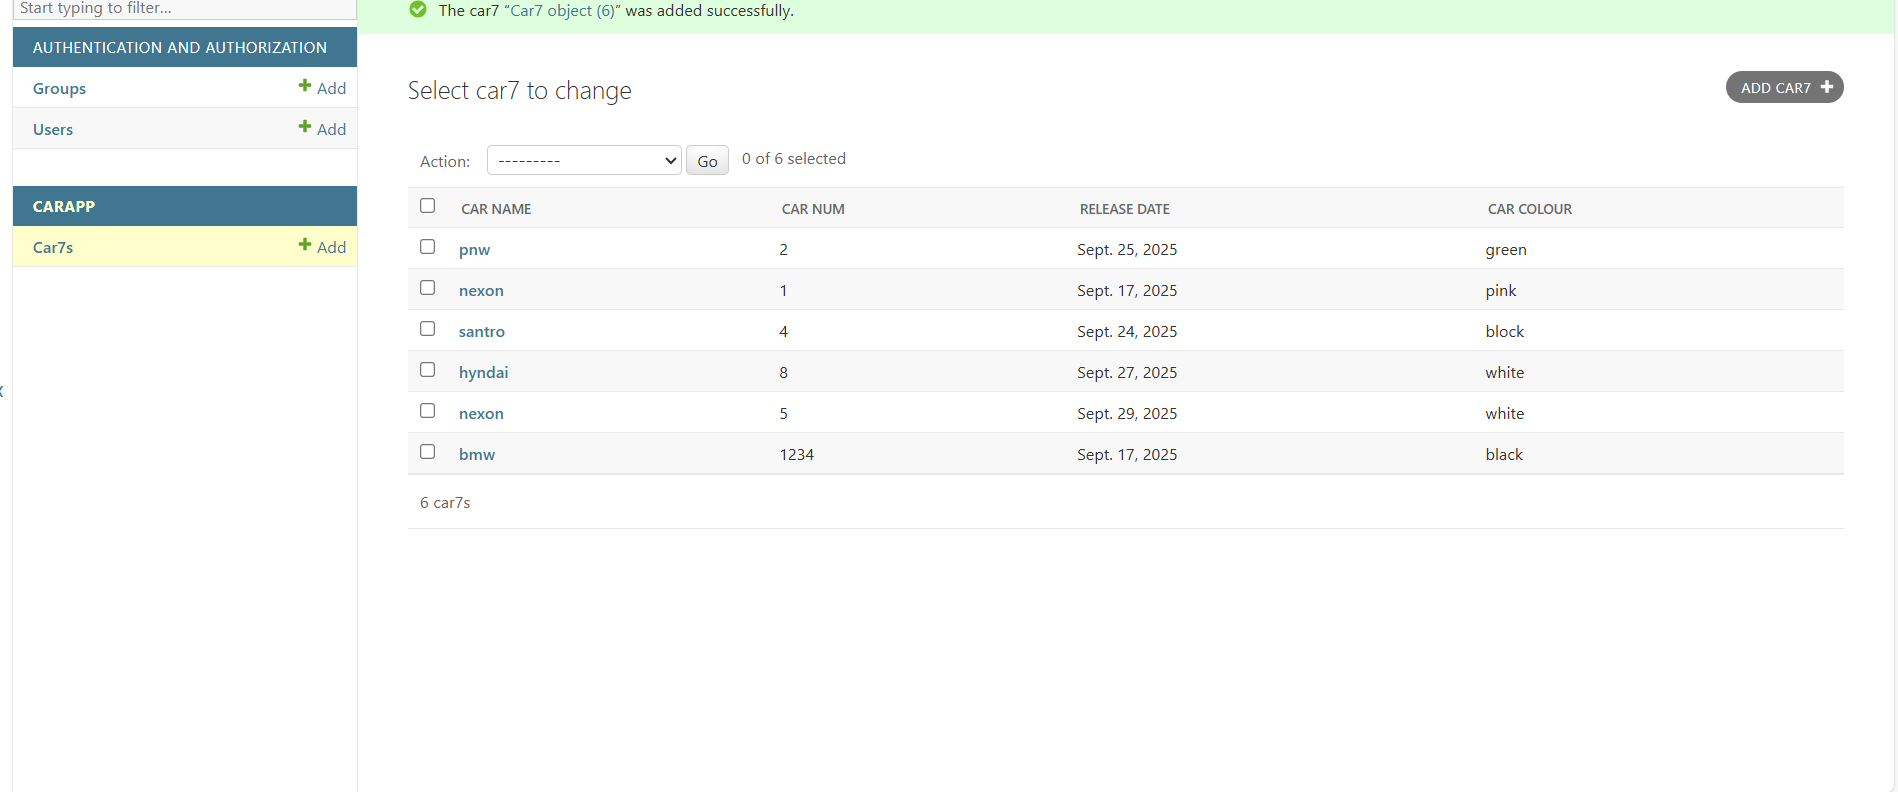 Start typing to filter...
The car7 “Car7 object (6)” was added successfully.
AUTHENTICATION AND AUTHORIZATION
Groups Add
Users Add
CARAPP
Car7s Add
Select car7 to change
ADD CAR7
Action: --------- Go 0 of 6 selected
CAR NAME CAR NUM RELEASE DATE CAR COLOUR
pnw 2 Sept. 25, 2025 green
nexon 1 Sept. 17, 2025 pink
santro 4 Sept. 24, 2025 block
hyndai 8 Sept. 27, 2025 white
nexon 5 Sept. 29, 2025 white
bmw 1234 Sept. 17, 2025 black
6 car7s